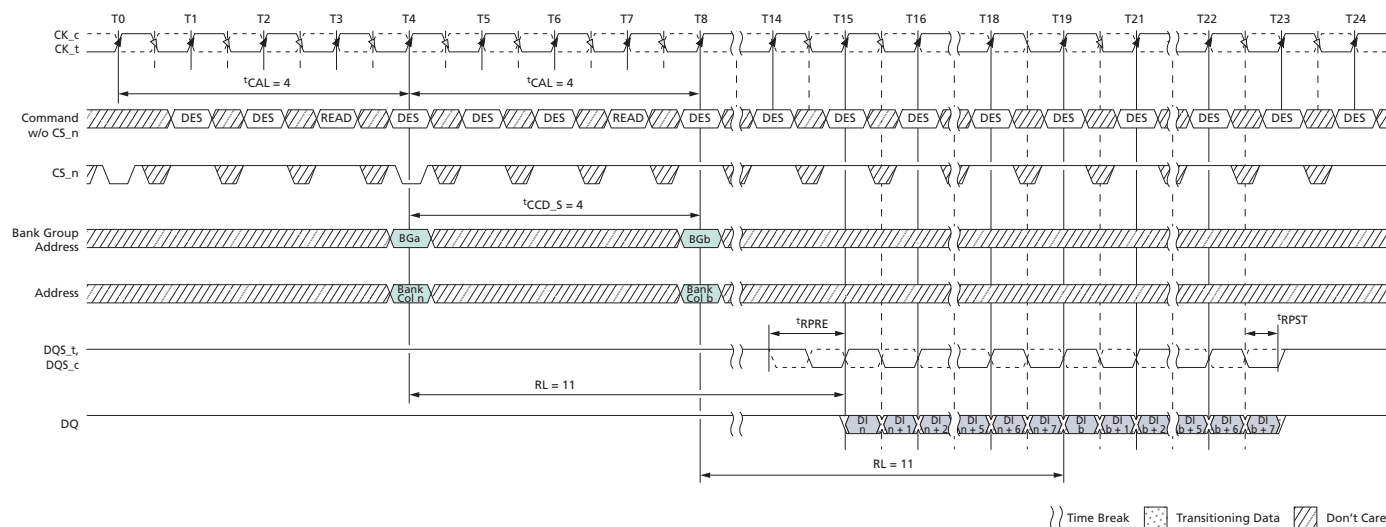 T0 T1 T2 T3 T4 T5 T6 T7 T8 T14 T15 T16 T18 T19 T21 T22 T23 T24
CK_c
CK_t
tCAL = 4 tCAL = 4
Command
w/o CS_n
DES DES READ DES DES DES READ DES DES DES DES DES DES DES DES DES DES
CS_n
tCCD_S = 4
Bank Group
Address
BGa BGb
Address
Bank
Col n
Bank
Col b
tRPRE tRPST
DQS_t,
DQS_c
RL = 11
DQ
DI
n
DI
n + 1
DI
n + 2
DI
n + 5
DI
n + 6
DI
n + 7
DI
b
DI
b + 1
DI
b + 2
DI
b + 5
DI
b + 6
DI
b + 7
RL = 11
Time Break Transitioning Data Don't Care